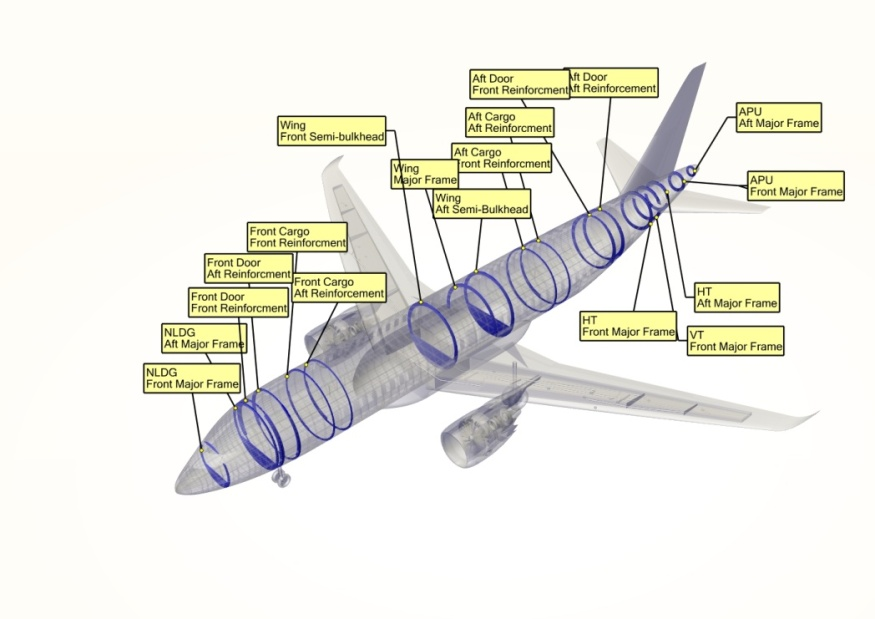 Aft Door
Front Reinforcment
Aft Door
Aft Reinforcement
Aft Cargo
Aft Reinforcment
APU
Aft Major Frame
Wing
Front Semi-bulkhead
Aft Cargo
Front Reinforcment
Wing
Major Frame
APU
Front Major Frame
Wing
Aft Semi-Bulkhead
Front Cargo
Front Reinforcment
Front Door
Aft Reinforcment
Front Cargo
Aft Reinforcement
Front Door
Front Reinforcment
HT
Aft Major Frame
HT
Front Major Frame
NLDG
Aft Major Frame
VT
Front Major Frame
NLDG
Front Major Frame